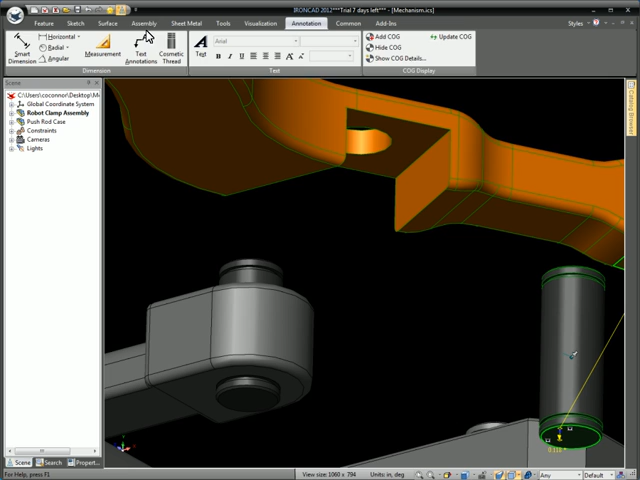 IRONCAD 2012***Trial 7 days left*** - [Mechanism.ics]
Feature Sketch Surface Assembly Sheet Metal Tools Visualization Annotation Common Add-Ins Styles
Smart Dimension
Horizontal
Radial
Angular
Measurement
Text Annotations
Cosmetic Thread
Dimension
Text
Arial
B I U
Text
Add COG
Hide COG
Show COG Details...
Update COG
COG Display
Scene
C:\Users\coconnor\Desktop\Me
Global Coordinate System
Robot Clamp Assembly
Push Rod Case
Constraints
Cameras
Lights
Catalog Browser
Scene Search Propert...
For Help, press F1
View size: 1060 x 794
Units: in, deg
Any
Default